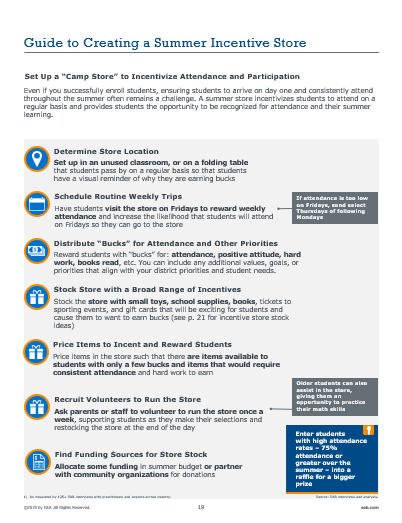 Guide to Creating a Summer Incentive Store
Set Up a “Camp Store” to Incentivize Attendance and Participation
Even if you successfully enroll students, ensuring students to arrive on day one and consistently attend
throughout the summer often remains a challenge. A summer store incentivizes students to attend on a
regular basis and provides students the opportunity to be recognized for attendance and their summer
learning.
Determine Store Location
Set up in an unused classroom, or on a folding table
that students pass by on a regular basis so that students
have a visual reminder of why they are earning bucks
Schedule Routine Weekly Trips
Have students visit the store on Fridays to reward weekly
attendance and increase the likelihood that students will attend
on Fridays so they can go to the store
If attendance is too low
on Fridays, send select
Thursdays of following
Mondays
Distribute “Bucks” for Attendance and Other Priorities
Reward students with “bucks” for: attendance, positive attitude, hard
work, books read, etc. You can include any additional values, goals, or
priorities that align with your district priorities and student needs.
Stock Store with a Broad Range of Incentives
Stock the store with small toys, school supplies, books, tickets to
sporting events, and gift cards that will be exciting for students and
cause them to want to earn bucks (see p. 21 for incentive store stock
ideas)
Price Items to Incent and Reward Students
Price items in the store such that there are items available to
students with only a few bucks and items that would require
consistent attendance and hard work to earn
Older students can also
assist in the store,
giving them an
opportunity to practice
their math skills
Recruit Volunteers to Run the Store
Ask parents or staff to volunteer to run the store once a
week, supporting students as they make their selections and
restocking the store at the end of the day
Enter students
with high attendance
rates – 75%
attendance or
greater over the
summer – into a
raffle for a bigger
prize
Find Funding Sources for Store Stock
Allocate some funding in summer budget or partner
with community organizations for donations
Source: EAB interviews and analysis.
©2019 by EAB. All Rights Reserved.
19
eab.com